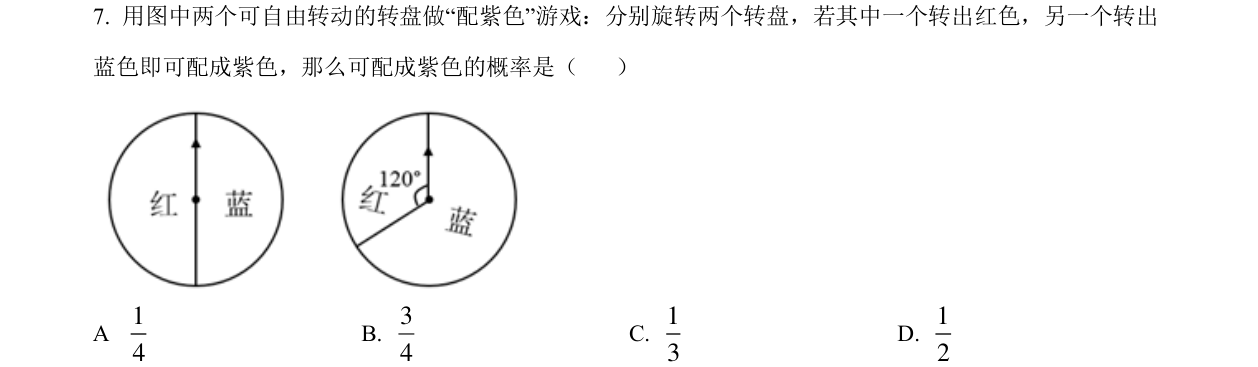 7. 用图中两个可自由转动的转盘做“配紫色”游戏：分别旋转两个转盘，若其中一个转出红色，另一个转出
蓝色即可配成紫色，那么可配成紫色的概率是（　　）
红 蓝
120°
红
蓝
A 1/4 B. 3/4 C. 1/3 D. 1/2